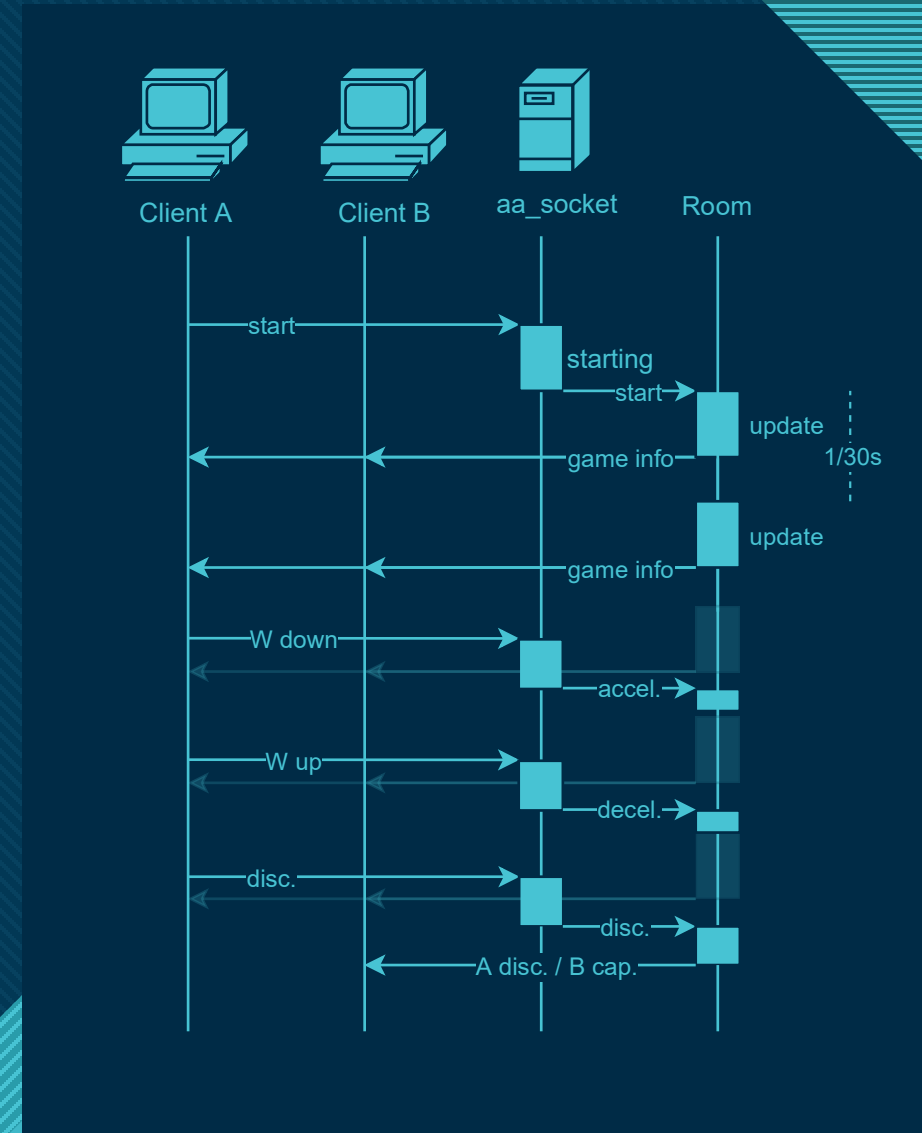 Client A
Client B
aa_socket
Room
start
starting
start
update
1/30s
game info
update
game info
W down
accel.
W up
decel.
disc.
disc.
A disc. / B cap.